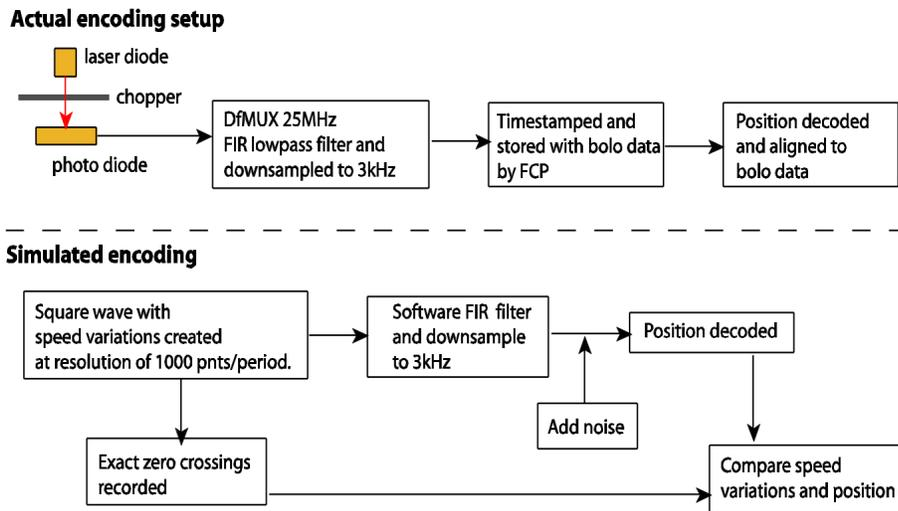 Actual encoding setup
laser diode
chopper
photo diode
DfMUX 25MHz
FIR lowpass filter and
downsampled to 3kHz
Timestamped and
stored with bolo data
by FCP
Position decoded
and aligned to
bolo data
Simulated encoding
Square wave with
speed variations created
at resolution of 1000 pnts/period.
Software FIR filter
and downsample
to 3kHz
Position decoded
Add noise
Exact zero crossings
recorded
Compare speed
variations and position